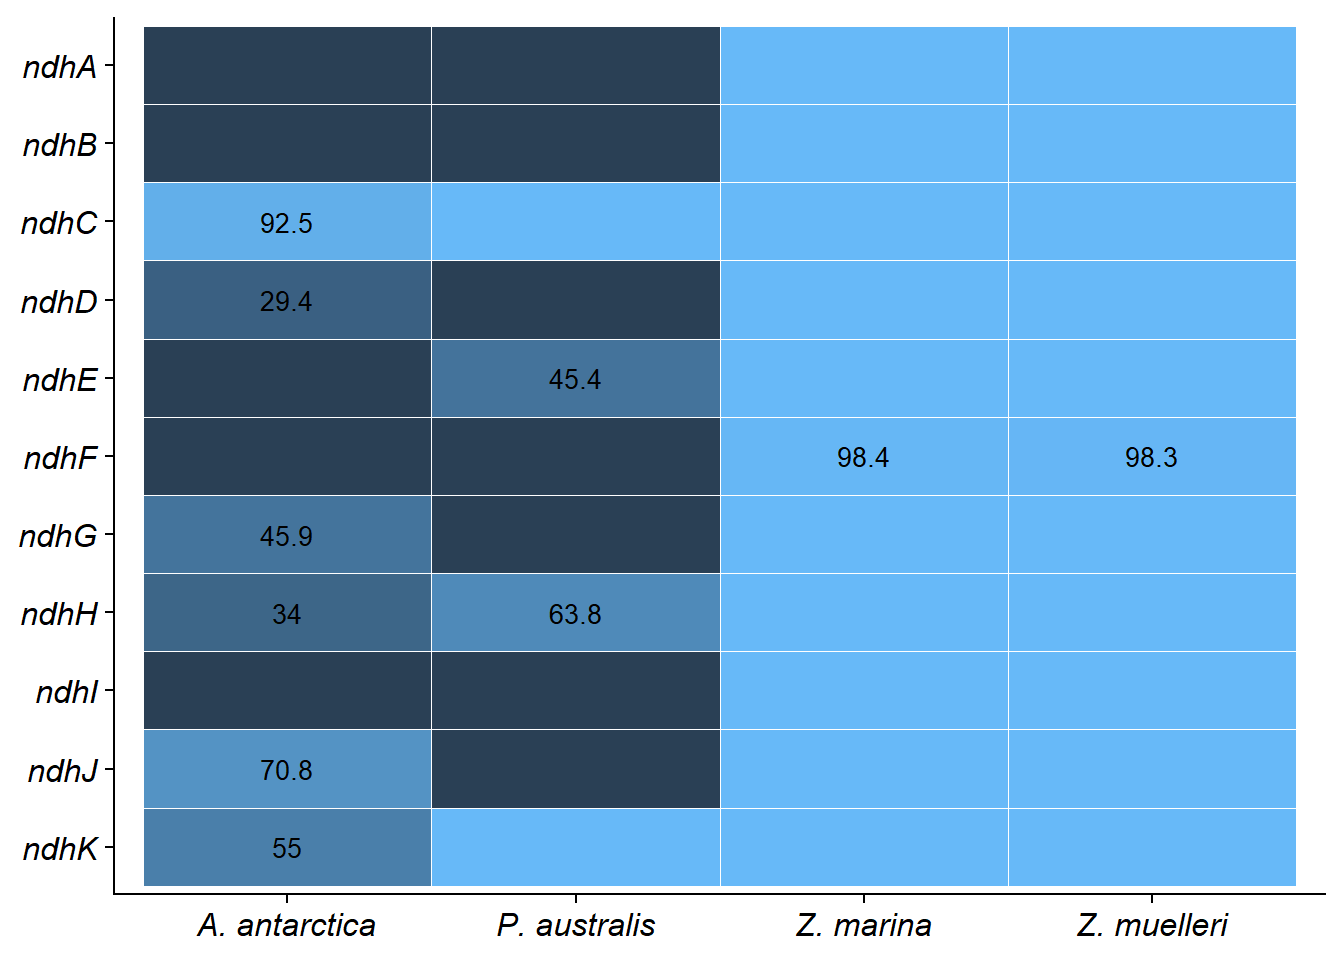 ndhA
ndhB
ndhC 92.5
ndhD 29.4
ndhE 45.4
ndhF 98.4 98.3
ndhG 45.9
ndhH 34 63.8
ndhI
ndhJ 70.8
ndhK 55
A. antarctica P. australis Z. marina Z. muelleri